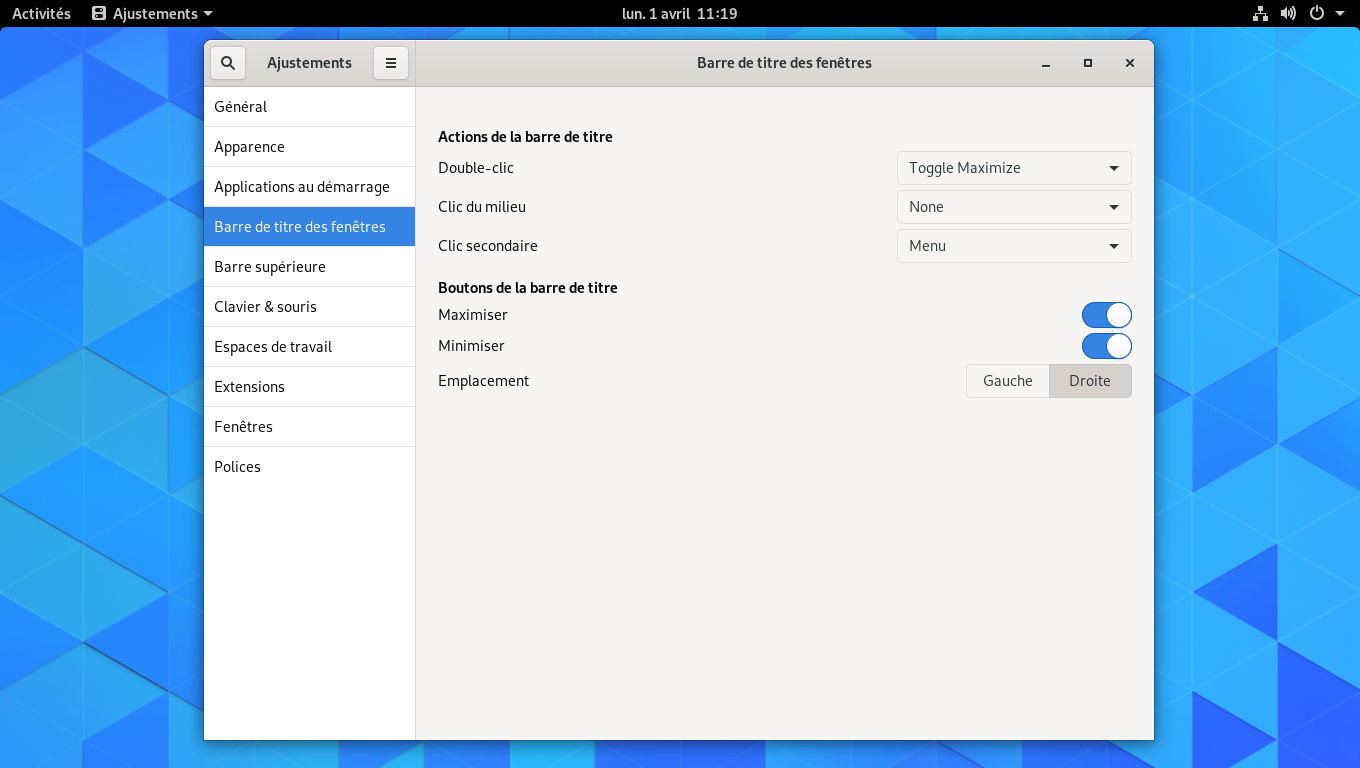 Activités Ajustements lun. 1 avril 11:19
Ajustements Barre de titre des fenêtres
Général
Apparence
Applications au démarrage
Barre de titre des fenêtres
Barre supérieure
Clavier & souris
Espaces de travail
Extensions
Fenêtres
Polices
Actions de la barre de titre
Double-clic Toggle Maximize
Clic du milieu None
Clic secondaire Menu
Boutons de la barre de titre
Maximiser
Minimiser
Emplacement Gauche Droite